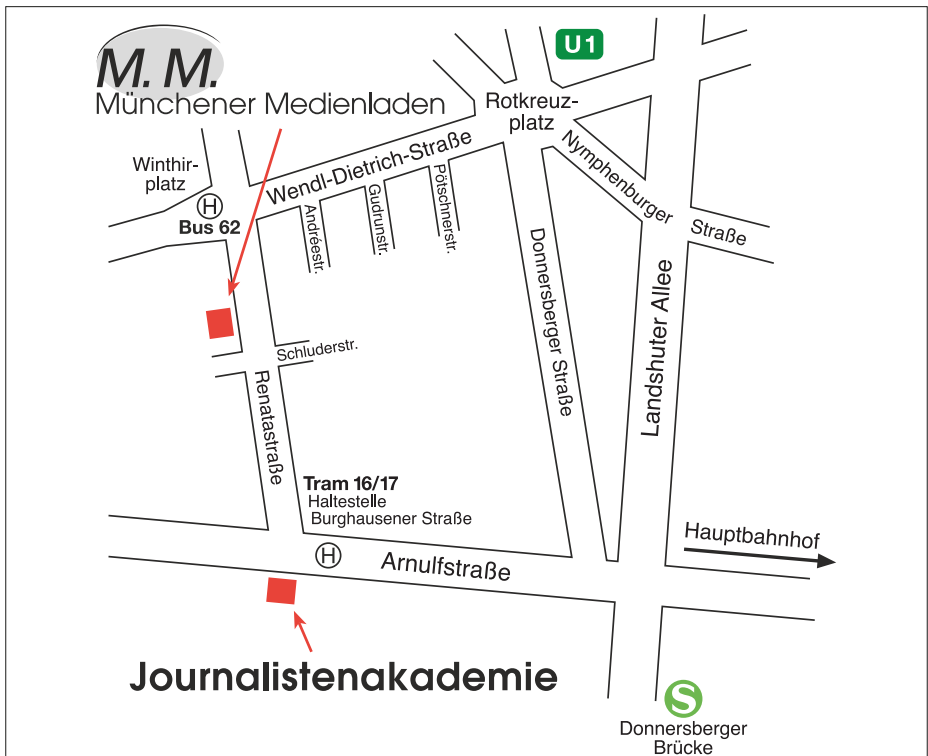 M. M.
Münchener Medienladen
U1
Rotkreuz-
platz
Winthir-
platz
H
Bus 62
Wendl-Dietrich-Straße
Andréestr.
Gudrunstr.
Pötschnerstr.
Nymphenburger
Straße
Donnersberger Straße
Landshuter Allee
Schluderstr.
Renatastraße
Tram 16/17
Haltestelle
Burghausener Straße
H
Arnulfstraße
Hauptbahnhof
Journalistenakademie
S
Donnersberger
Brücke